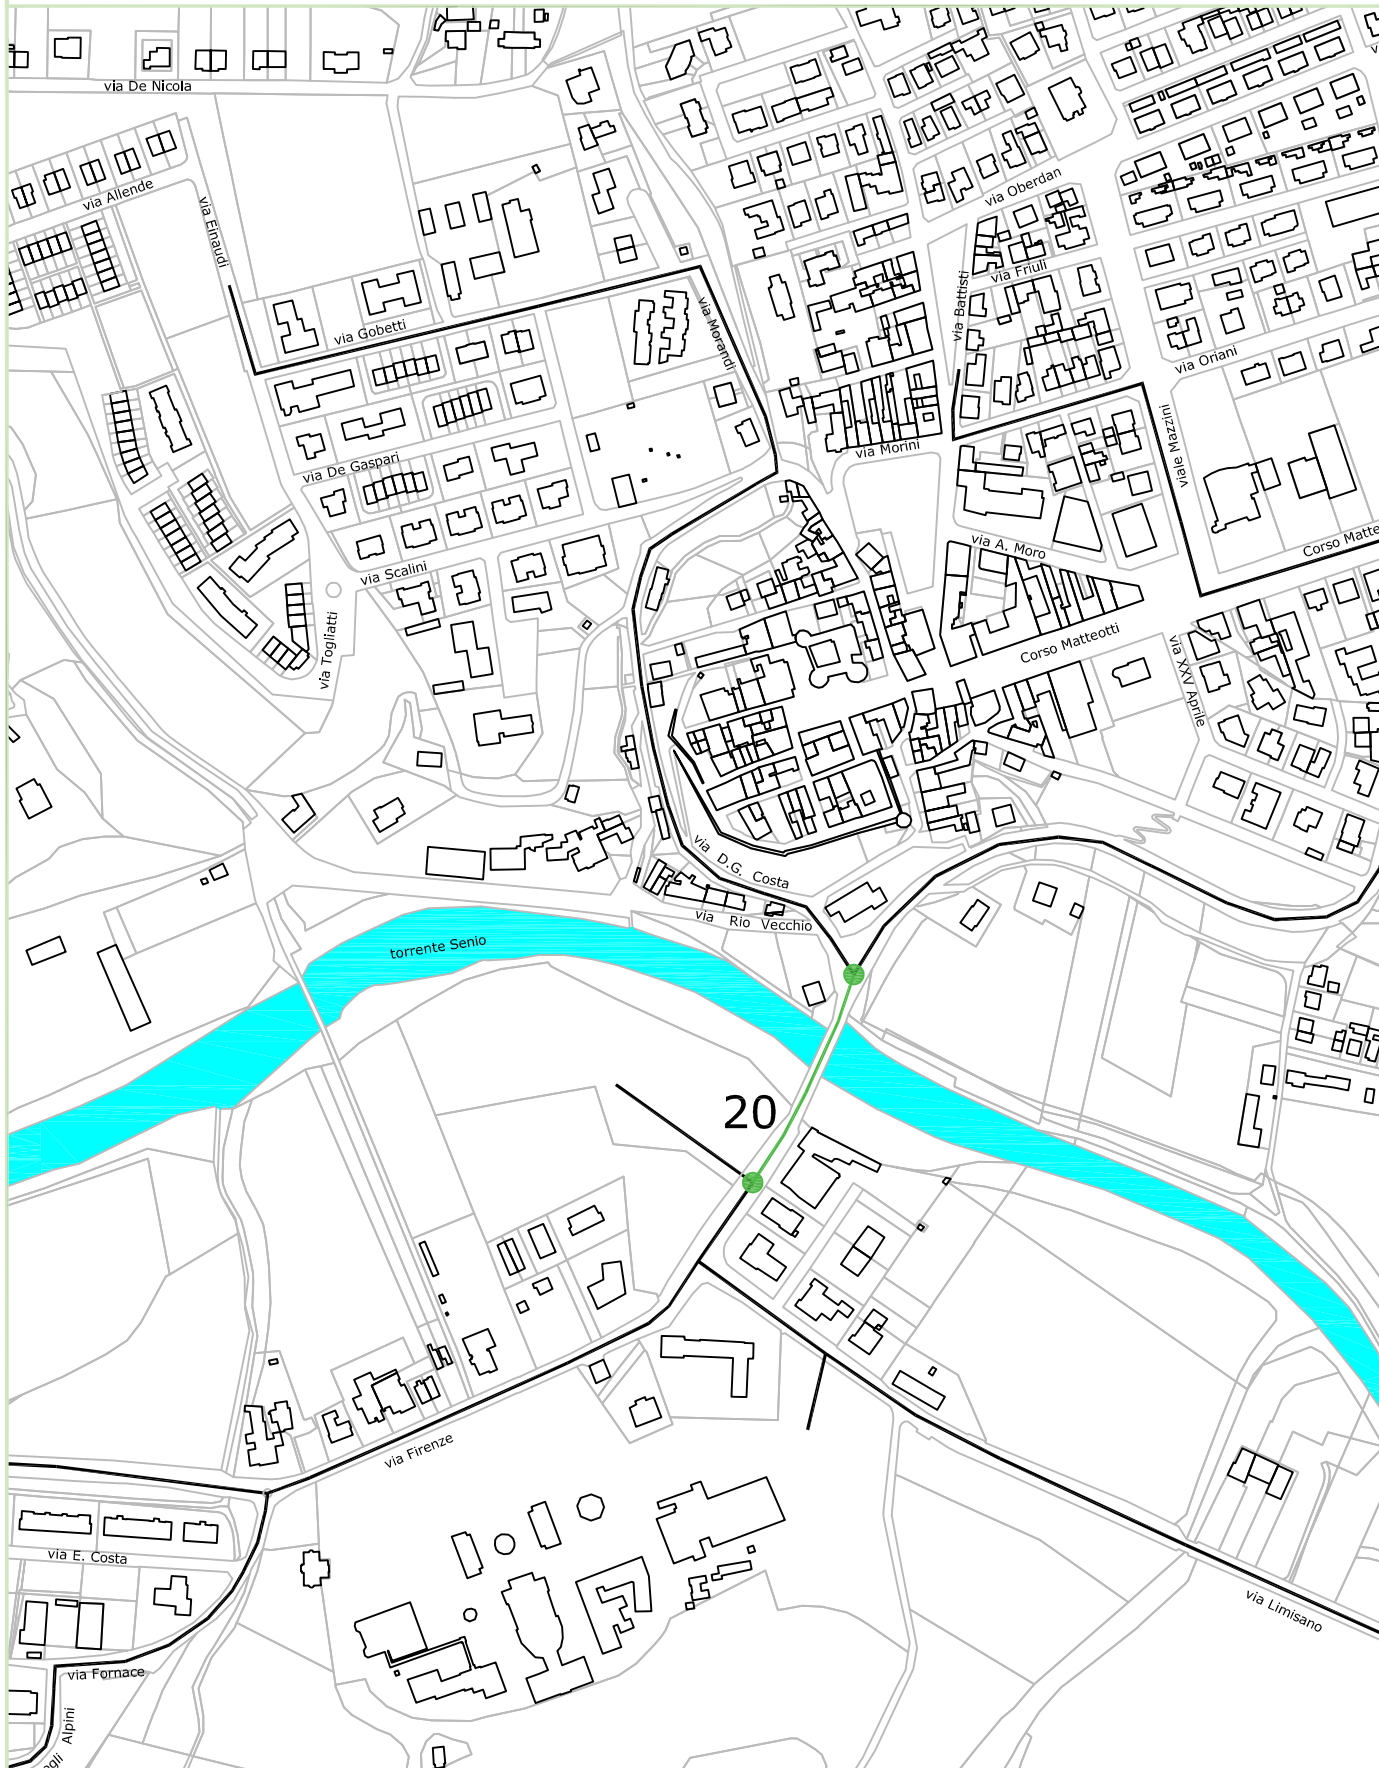 via De Nicola
via Allende
via Einaudi
via Oberdan
via Friuli
via Battisti
via Gobetti
via Morandi
via Oriani
viale Mazzini
via Morini
via De Gaspari
Corso Matte
via A. Moro
via Scalini
via Togliatti
Corso Matteotti
via XXV Aprile
via D.G. Costa
via Rio Vecchio
torrente Senio
20
via Firenze
via E. Costa
via Limisano
via Fornace
Alpini